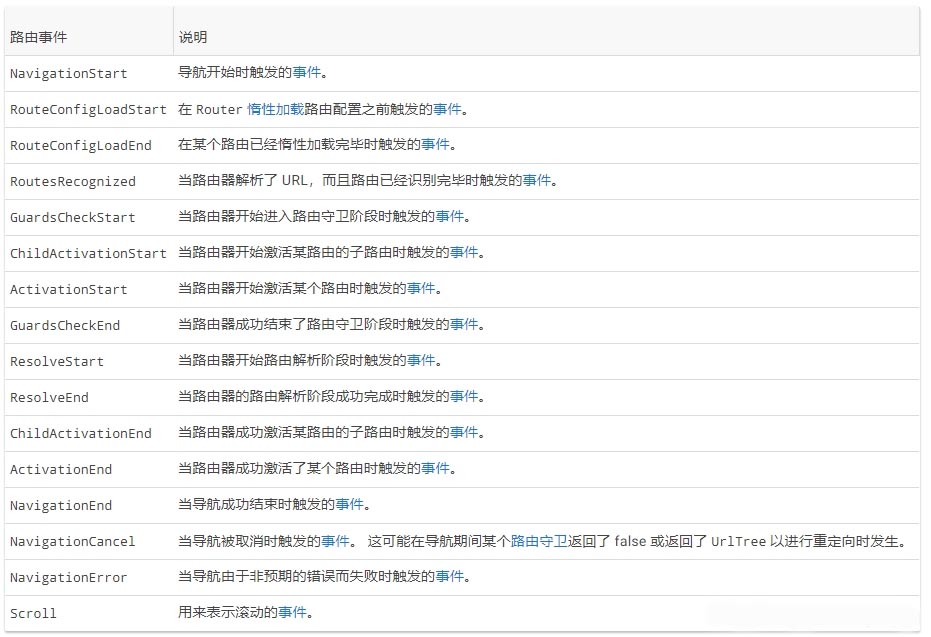 路由事件 说明
NavigationStart 导航开始时触发的事件。
RouteConfigLoadStart 在 Router 惰性加载路由配置之前触发的事件。
RouteConfigLoadEnd 在某个路由已经惰性加载完毕时触发的事件。
RoutesRecognized 当路由器解析了 URL，而且路由已经识别完毕时触发的事件。
GuardsCheckStart 当路由器开始进入路由守卫阶段时触发的事件。
ChildActivationStart 当路由器开始激活某路由的子路由时触发的事件。
ActivationStart 当路由器开始激活某个路由时触发的事件。
GuardsCheckEnd 当路由器成功结束了路由守卫阶段时触发的事件。
ResolveStart 当路由器开始路由解析阶段时触发的事件。
ResolveEnd 当路由器的路由解析阶段成功完成时触发的事件。
ChildActivationEnd 当路由器成功激活某路由的子路由时触发的事件。
ActivationEnd 当路由器成功激活了某个路由时触发的事件。
NavigationEnd 当导航成功结束时触发的事件。
NavigationCancel 当导航被取消时触发的事件。 这可能在导航期间某个路由守卫返回了 false 或返回了 UrlTree 以进行重定向时发生。
NavigationError 当导航由于非预期的错误而失败时触发的事件。
Scroll 用来表示滚动的事件。